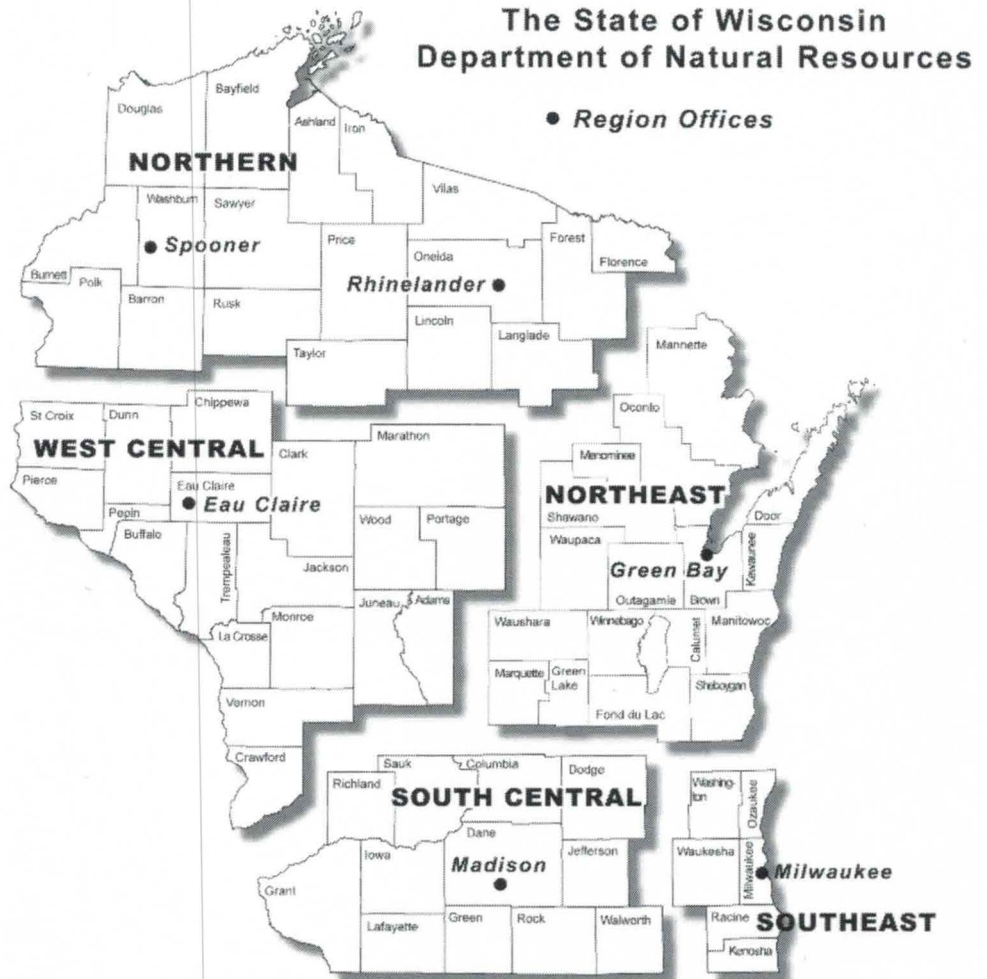 The State of Wisconsin
Department of Natural Resources
Region Offices
Douglas
Bayfield
Ashland
Iron
NORTHERN
Vilas
Washburn
Sawyer
Spooner
Price
Forest
Oneida
Florence
Burnett
Polk
Rhinelander
Barron
Rusk
Lincoln
Langlade
Taylor
Mannette
Chippewa
St Croix
Dunn
Oconto
WEST CENTRAL
Marathon
Clark
Menominee
Pierce
Eau Claire
Eau Claire
NORTHEAST
Pepin
Wood
Portage
Shawano
Door
Buffalo
Waupaca
Trempealeau
Kewaunee
Jackson
Green Bay
Juneau
Adams
Outagamie
Brown
Monroe
La Crosse
Waushara
Winnebago
Calumet
Manitowoc
Marquette
Green
Lake
Sheboygan
Vernon
Fond du Lac
Crawford
Sauk
Columbia
Dodge
Richland
SOUTH CENTRAL
Washing-
ton
Ozaukee
Dane
Iowa
Jefferson
Waukesha
Milwaukee
Madison
Milwaukee
Grant
Lafayette
Green
Rock
Walworth
Racine
SOUTHEAST
Kenosha